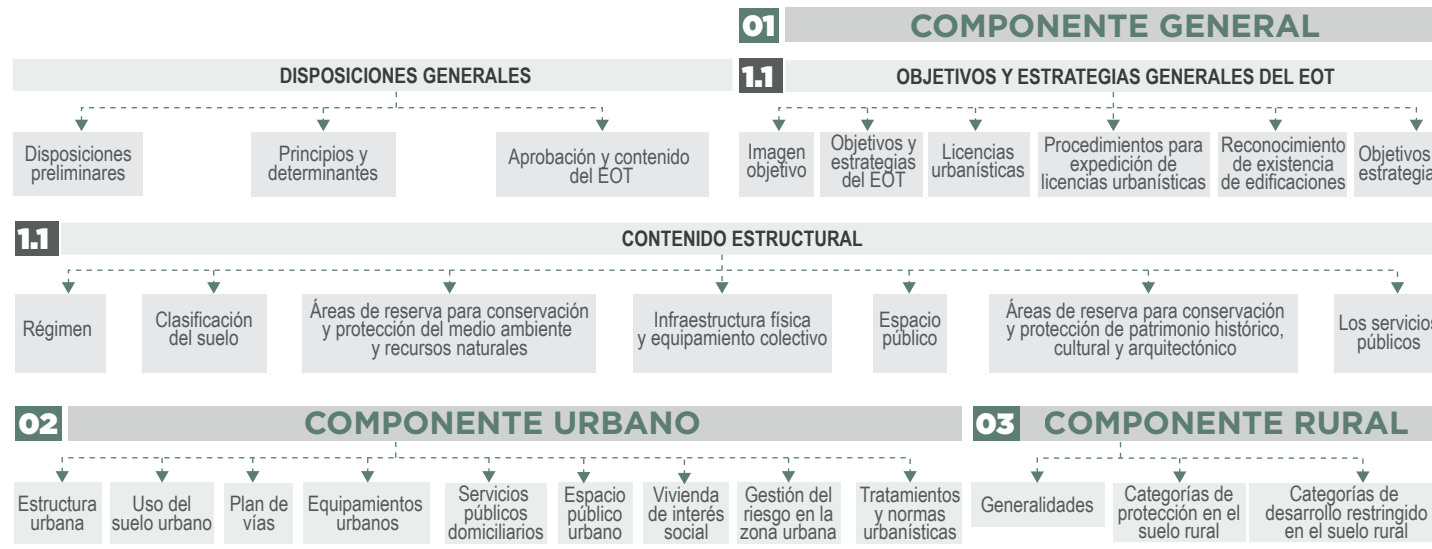 01 COMPONENTE GENERAL
DISPOSICIONES GENERALES
Disposiciones
preliminares
Principios y
determinantes
Aprobación y contenido
del EOT
1.1 OBJETIVOS Y ESTRATEGIAS GENERALES DEL EOT
Imagen
objetivo
Objetivos y
estrategias
del EOT
Licencias
urbanísticas
Procedimientos para
expedición de
licencias urbanísticas
Reconocimiento
de existencia
de edificaciones
Objetivos
estrategia
1.1 CONTENIDO ESTRUCTURAL
Régimen
Clasificación
del suelo
Áreas de reserva para conservación
y protección del medio ambiente
y recursos naturales
Infraestructura física
y equipamiento colectivo
Espacio
público
Áreas de reserva para conservación
y protección de patrimonio histórico,
cultural y arquitectónico
Los servicios
públicos
02 COMPONENTE URBANO
Estructura
urbana
Uso del
suelo urbano
Plan de
vías
Equipamientos
urbanos
Servicios
públicos
domiciliarios
Espacio
público
urbano
Vivienda
de interés
social
Gestión del
riesgo en la
zona urbana
Tratamientos
y normas
urbanísticas
03 COMPONENTE RURAL
Generalidades
Categorías de
protección en el
suelo rural
Categorías de
desarrollo restringido
en el suelo rural